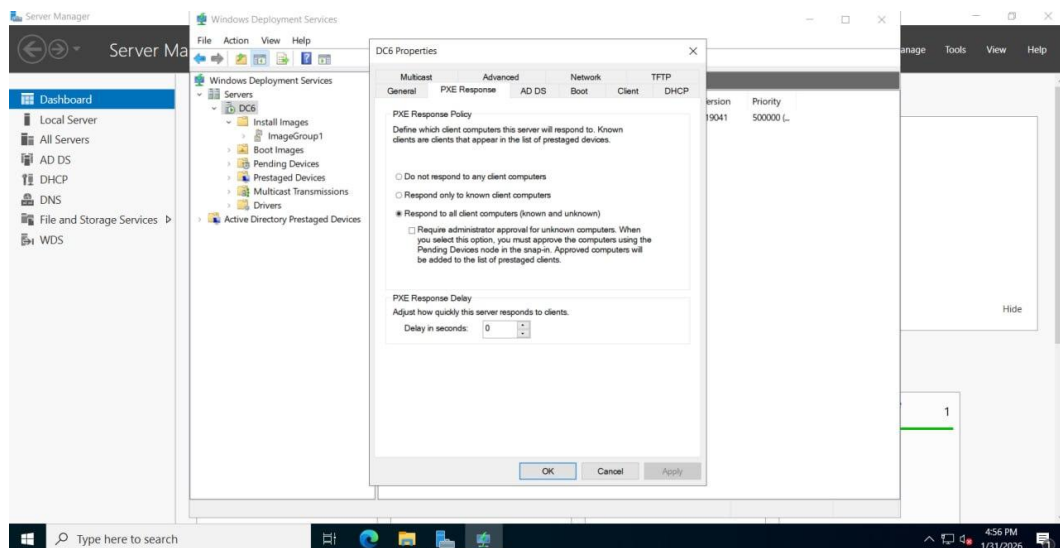 Server Manager
Server Ma
Manage Tools View Help
Dashboard
Local Server
All Servers
AD DS
DHCP
DNS
File and Storage Services
WDS
Windows Deployment Services
File Action View Help
Windows Deployment Services
Servers
DC6
Install Images
ImageGroup1
Boot Images
Pending Devices
Prestaged Devices
Multicast Transmissions
Drivers
Active Directory Prestaged Devices
ersion Priority
19041 500000 (...
DC6 Properties
Multicast Advanced Network TFTP
General PXE Response AD DS Boot Client DHCP
PXE Response Policy
Define which client computers this server will respond to. Known
clients are clients that appear in the list of prestaged devices.
Do not respond to any client computers
Respond only to known client computers
Respond to all client computers (known and unknown)
Require administrator approval for unknown computers. When
you select this option, you must approve the computers using the
Pending Devices node in the snap-in. Approved computers will
be added to the list of prestaged clients.
PXE Response Delay
Adjust how quickly this server responds to clients.
Delay in seconds: 0
OK Cancel Apply
Hide
1
Type here to search
4:56 PM
1/31/2026